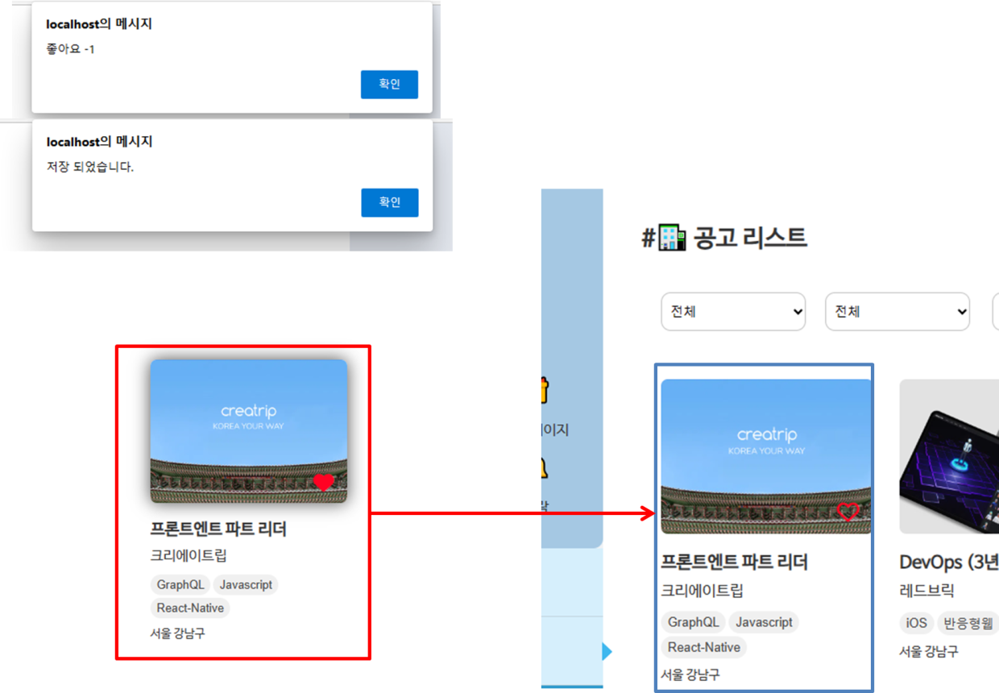 localhost의 메시지
좋아요 -1
확인
localhost의 메시지
저장 되었습니다.
확인
# 공고 리스트
전체
전체
creatrip
KOREA YOUR WAY
프론트엔트 파트 리더
크리에이트립
GraphQL
Javascript
React-Native
서울 강남구
이지
락
creatrip
KOREA YOUR WAY
프론트엔트 파트 리더
크리에이트립
GraphQL
Javascript
React-Native
서울 강남구
DevOps (3년
레드브릭
iOS
반응형웹
서울 강남구